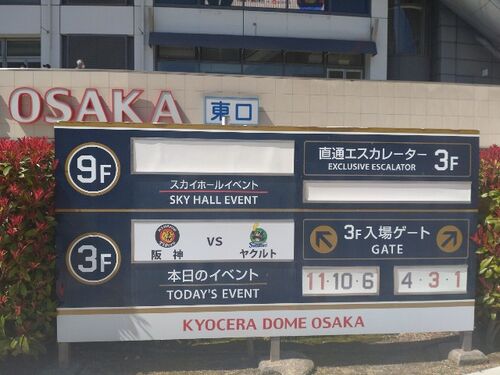 OSAKA
東口
9F
スカイホールイベント
SKY HALL EVENT
直通エスカレーター 3F
EXCLUSIVE ESCALATOR
3F
阪神 VS ヤクルト
本日のイベント
TODAY'S EVENT
3F入場ゲート
GATE
11・10・6
4・3・1
KYOCERA DOME OSAKA